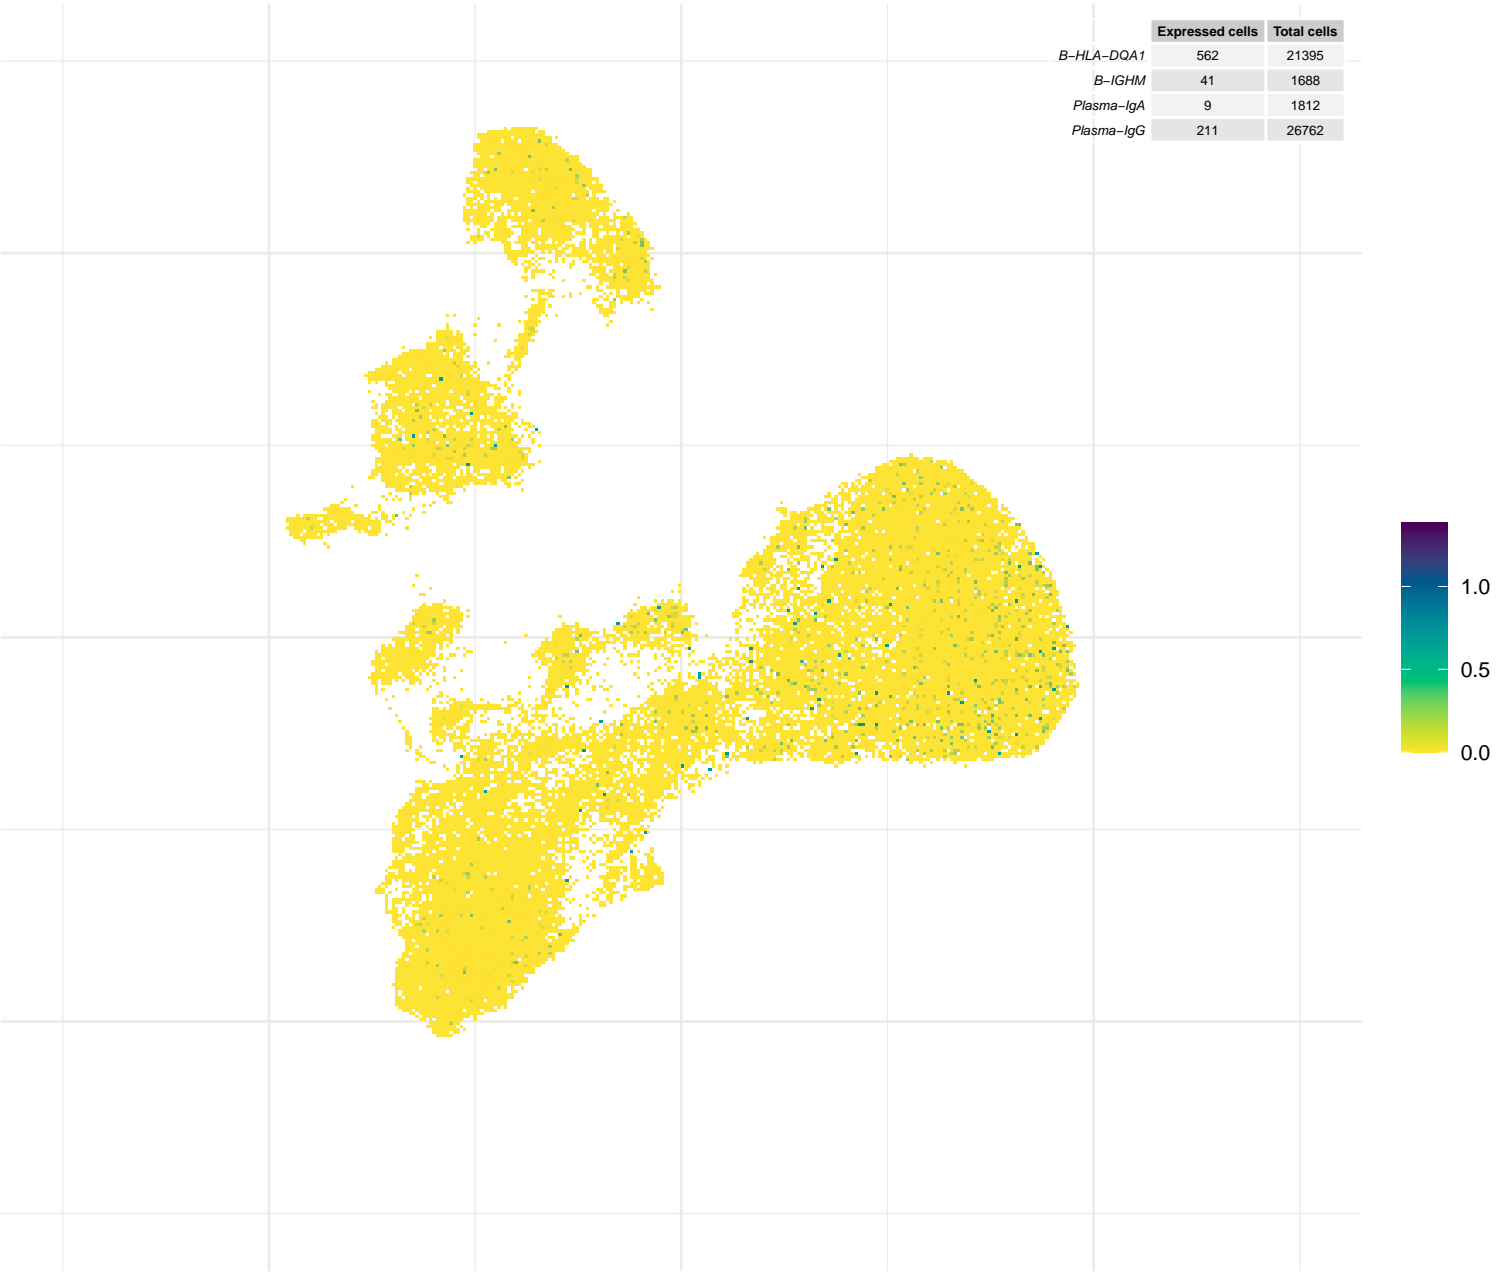 Expressed cells Total cells
B−HLA−DQA1 562 21395
B−IGHM 41 1688
Plasma−IgA 9 1812
Plasma−IgG 211 26762
1.0
0.5
0.0